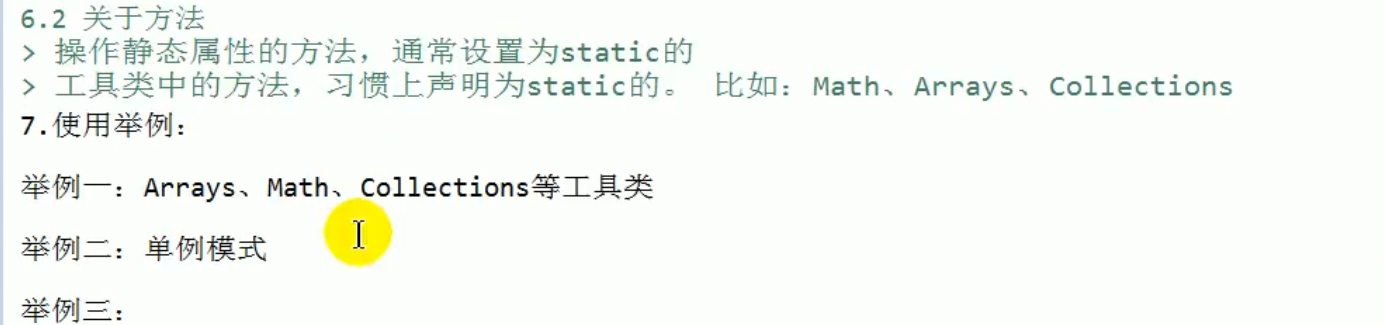 6.2 关于方法
> 操作静态属性的方法，通常设置为static的
> 工具类中的方法，习惯上声明为static的。 比如：Math、Arrays、Collections
7.使用举例：
举例一：Arrays、Math、Collections等工具类
举例二：单例模式
举例三：